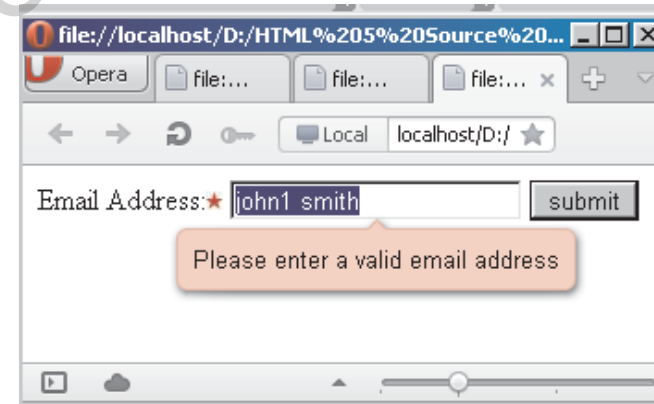 file://localhost/D:/HTML%205%20Source%20...
Opera file:... file:... file:...
Local localhost/D:/
Email Address:★ john1 smith submit
Please enter a valid email address